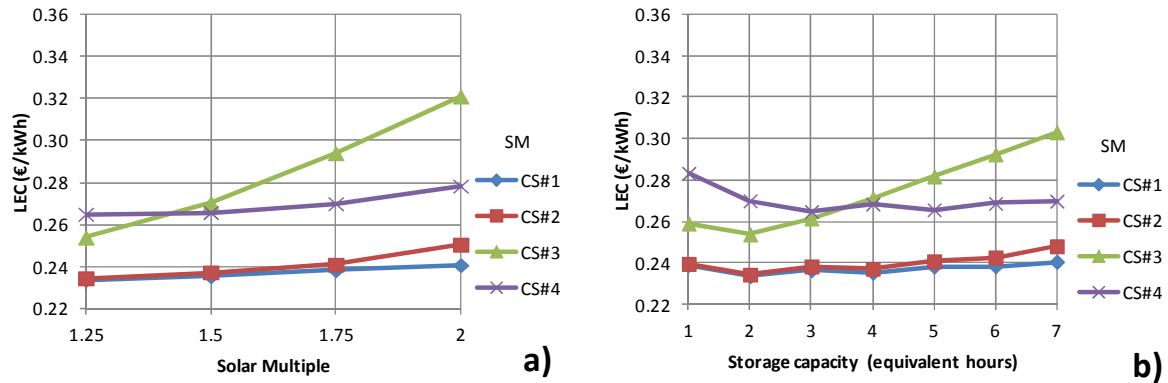 0.36
0.34
0.32
0.30
0.28
0.26
0.24
0.22
LEC (€/kWh)
1.25 1.5 1.75 2
Solar Multiple
SM
CS#1
CS#2
CS#3
CS#4
a)
0.36
0.34
0.32
0.30
0.28
0.26
0.24
0.22
LEC (€/kWh)
1 2 3 4 5 6 7
Storage capacity (equivalent hours)
SM
CS#1
CS#2
CS#3
CS#4
b)